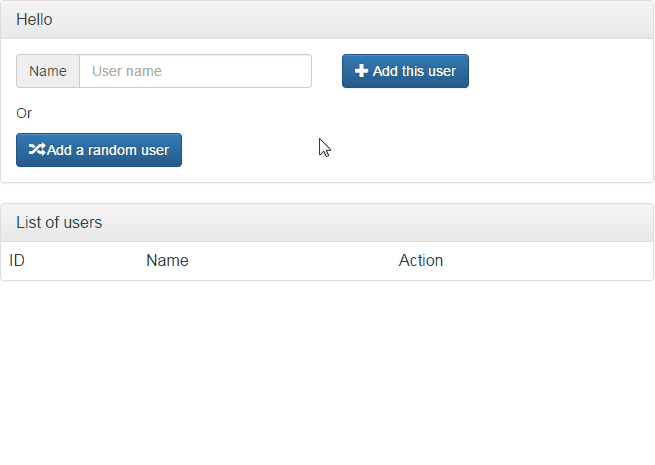 Hello
Name User name Add this user
Or
Add a random user
List of users
ID Name Action